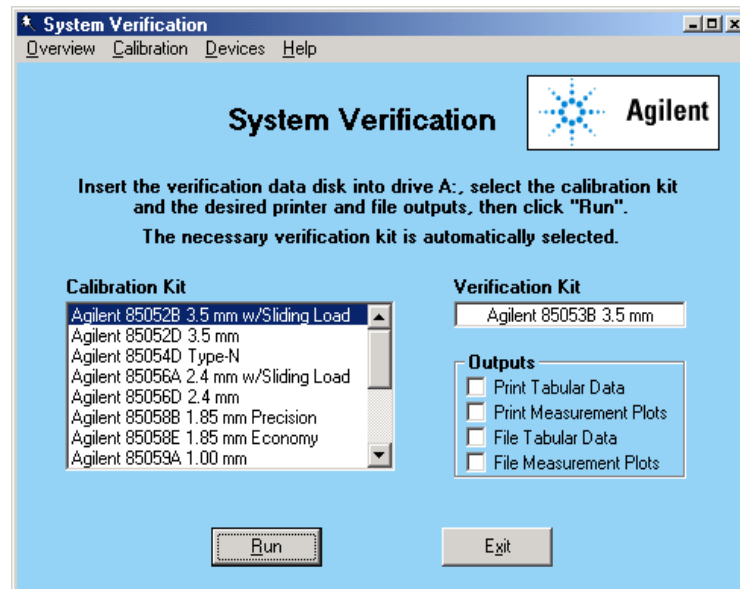 System Verification
Overview Calibration Devices Help
System Verification
Agilent
Insert the verification data disk into drive A:, select the calibration kit
and the desired printer and file outputs, then click "Run".
The necessary verification kit is automatically selected.
Calibration Kit
Agilent 85052B 3.5 mm w/Sliding Load
Agilent 85052D 3.5 mm
Agilent 85054D Type-N
Agilent 85056A 2.4 mm w/Sliding Load
Agilent 85056D 2.4 mm
Agilent 85058B 1.85 mm Precision
Agilent 85058E 1.85 mm Economy
Agilent 85059A 1.00 mm
Verification Kit
Agilent 85053B 3.5 mm
Outputs
Print Tabular Data
Print Measurement Plots
File Tabular Data
File Measurement Plots
Run
Exit